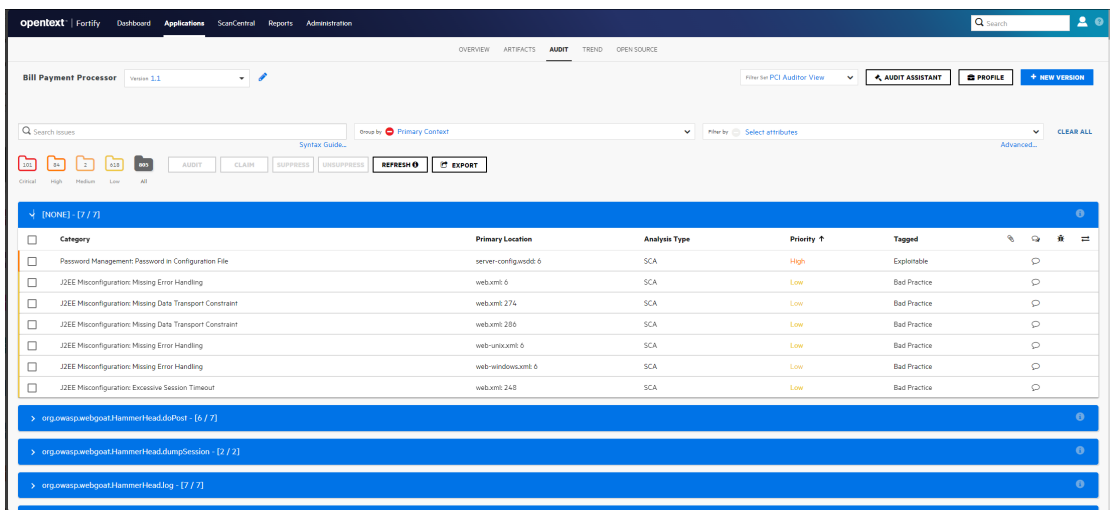 opentext™ | Fortify Dashboard Applications ScanCentral Reports Administration Search
OVERVIEW ARTIFACTS AUDIT TREND OPEN SOURCE
Bill Payment Processor Version 1.1 Filter Set PCI Auditor View AUDIT ASSISTANT PROFILE + NEW VERSION
Search issues Group by Primary Context Filter by Select attributes CLEAR ALL
Syntax Guide... Advanced...
101 84 2 618 805 AUDIT CLAIM SUPPRESS UNSUPPRESS REFRESH EXPORT
Critical High Medium Low All
[NONE] - [7 / 7]
Category Primary Location Analysis Type Priority ↑ Tagged
Password Management: Password in Configuration File server-config.wsdd: 6 SCA High Exploitable
J2EE Misconfiguration: Missing Error Handling web.xml: 6 SCA Low Bad Practice
J2EE Misconfiguration: Missing Data Transport Constraint web.xml: 274 SCA Low Bad Practice
J2EE Misconfiguration: Missing Data Transport Constraint web.xml: 286 SCA Low Bad Practice
J2EE Misconfiguration: Missing Error Handling web-unix.xml: 6 SCA Low Bad Practice
J2EE Misconfiguration: Missing Error Handling web-windows.xml: 6 SCA Low Bad Practice
J2EE Misconfiguration: Excessive Session Timeout web.xml: 248 SCA Low Bad Practice
org.owasp.webgoat.HammerHead.doPost - [6 / 7]
org.owasp.webgoat.HammerHead.dumpSession - [2 / 2]
org.owasp.webgoat.HammerHead.log - [7 / 7]